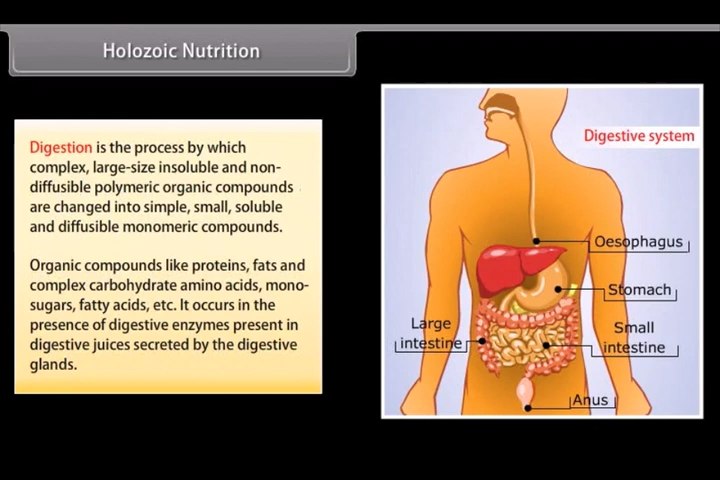 Holozoic Nutrition
Digestion is the process by which
complex, large-size insoluble and non-
diffusible polymeric organic compounds
are changed into simple, small, soluble
and diffusible monomeric compounds.
Organic compounds like proteins, fats and
complex carbohydrate amino acids, mono-
sugars, fatty acids, etc. It occurs in the
presence of digestive enzymes present in
digestive juices secreted by the digestive
glands.
Digestive system
Oesophagus
Stomach
Large
intestine
Small
intestine
Anus